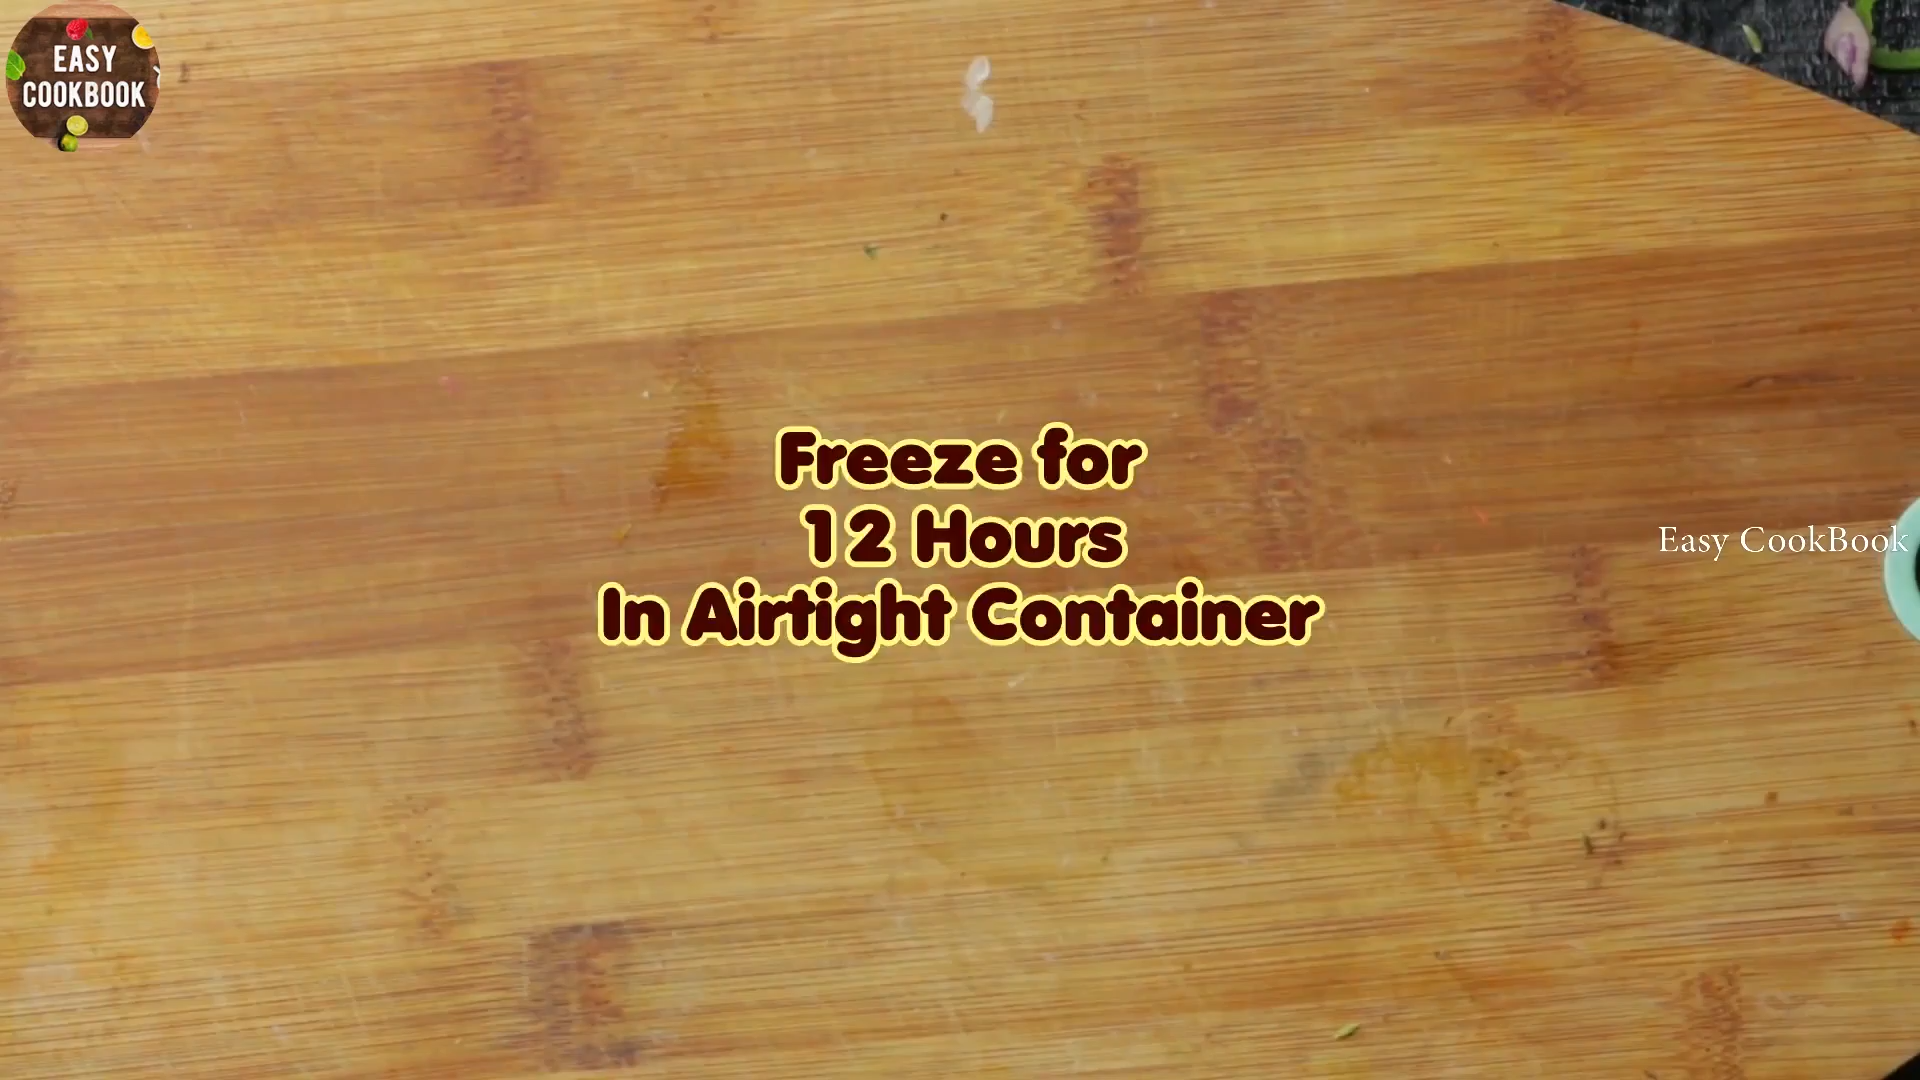 EASY
COOKBOOK
Freeze for
12 Hours
In Airtight Container
Easy CookBook